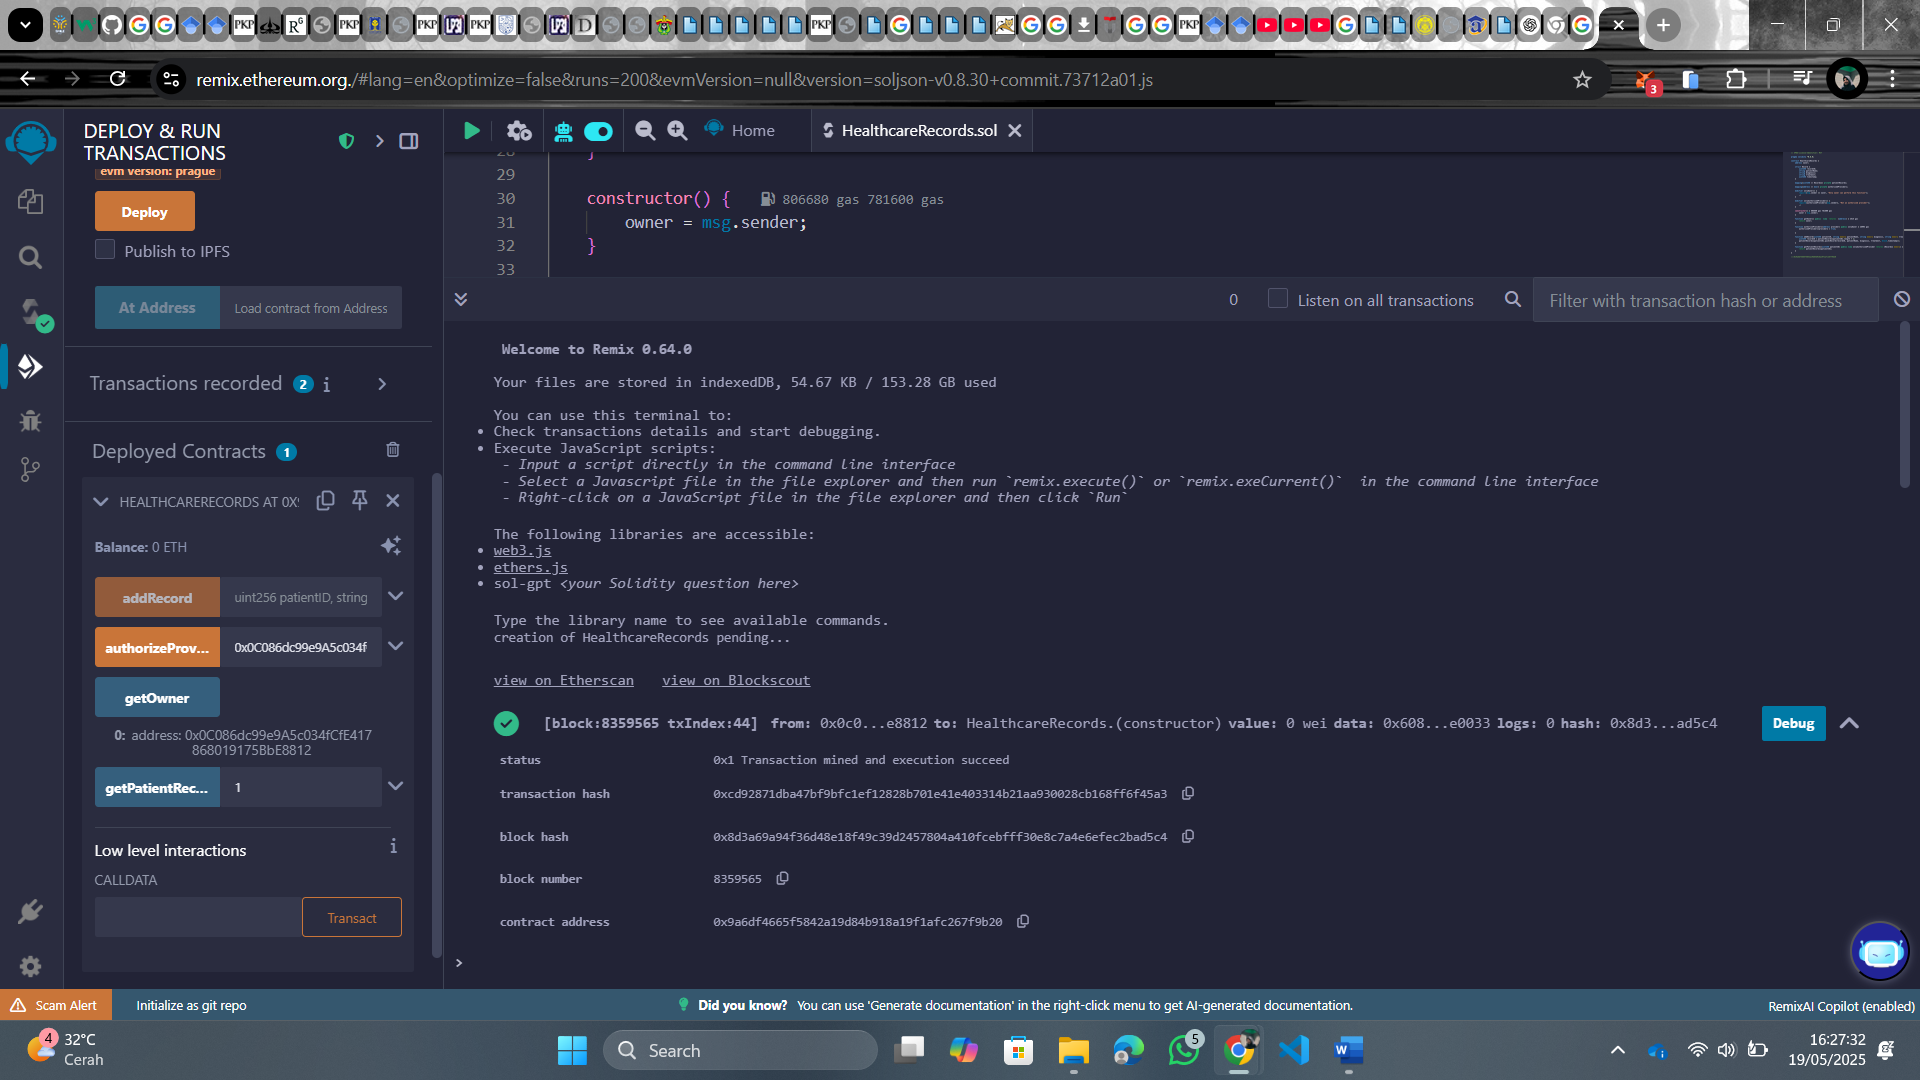 remix.ethereum.org./#lang=en&optimize=false&runs=200&evmVersion=null&version=soljson-v0.8.30+commit.73712a01.js
3
DEPLOY & RUN
TRANSACTIONS
evm version: prague
Deploy
Publish to IPFS
At Address
Load contract from Address
Transactions recorded 2 i
Deployed Contracts 1
HEALTHCARERECORDS AT 0X9
Balance: 0 ETH
addRecord
uint256 patientID, string
authorizeProv...
0x0C086dc99e9A5c034f
getOwner
0: address: 0x0C086dc99e9A5c034fCfE417
868019175BbE8812
getPatientRec...
1
Low level interactions
CALLDATA
Transact
Home
HealthcareRecords.sol
28 }
29
30 constructor() { 806680 gas 781600 gas
31 owner = msg.sender;
32 }
33
0
Listen on all transactions
Filter with transaction hash or address
Welcome to Remix 0.64.0
Your files are stored in indexedDB, 54.67 KB / 153.28 GB used
You can use this terminal to:
• Check transactions details and start debugging.
• Execute JavaScript scripts:
- Input a script directly in the command line interface
- Select a Javascript file in the file explorer and then run `remix.execute()` or `remix.exeCurrent()` in the command line interface
- Right-click on a JavaScript file in the file explorer and then click `Run`
The following libraries are accessible:
• web3.js
• ethers.js
• sol-gpt <your Solidity question here>
Type the library name to see available commands.
creation of HealthcareRecords pending...
view on Etherscan view on Blockscout
[block:8359565 txIndex:44] from: 0x0c0...e8812 to: HealthcareRecords.(constructor) value: 0 wei data: 0x608...e0033 logs: 0 hash: 0x8d3...ad5c4
Debug
status 0x1 Transaction mined and execution succeed
transaction hash 0xcd92871dba47bf9bfc1ef12828b701e41e403314b21aa930028cb168ff6f45a3
block hash 0x8d3a69a94f36d48e18f49c39d2457804a410fcebfff30e8c7a4e6efec2bad5c4
block number 8359565
contract address 0x9a6df4665f5842a19d84b918a19f1afc267f9b20
>
Scam Alert
Initialize as git repo
Did you know? You can use 'Generate documentation' in the right-click menu to get AI-generated documentation.
RemixAI Copilot (enabled)
4
32°C
Cerah
Search
5
16:27:32
19/05/2025